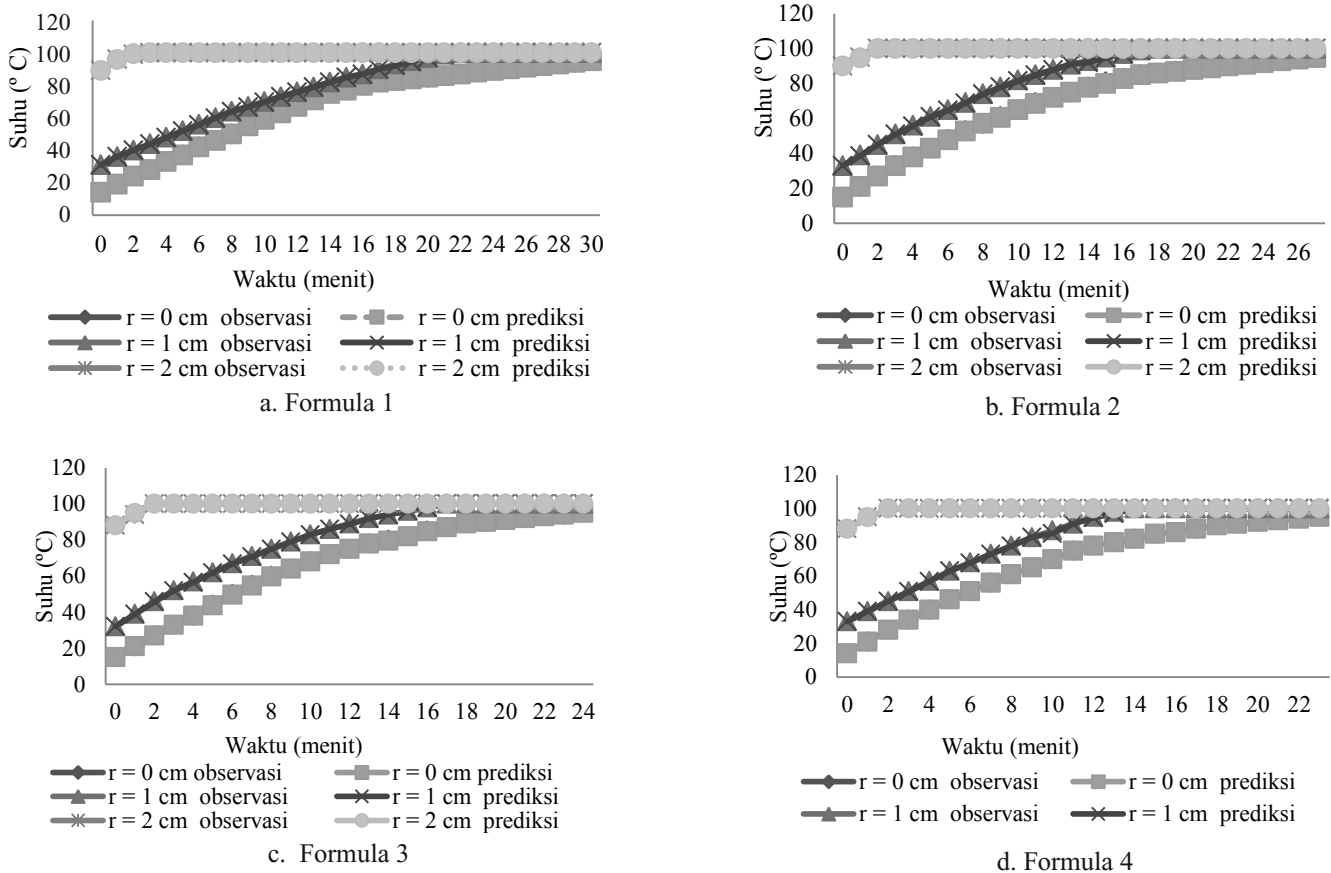 120
100
80
60
40
20
0
Suhu (º C)
0 2 4 6 8 10 12 14 16 18 20 22 24 26 28 30
Waktu (menit)
r = 0 cm observasi r = 0 cm prediksi
r = 1 cm observasi r = 1 cm prediksi
r = 2 cm observasi r = 2 cm prediksi
a. Formula 1
120
100
80
60
40
20
0
Suhu (º C)
0 2 4 6 8 10 12 14 16 18 20 22 24 26
Waktu (menit)
r = 0 cm observasi r = 0 cm prediksi
r = 1 cm observasi r = 1 cm prediksi
r = 2 cm observasi r = 2 cm prediksi
b. Formula 2
120
100
80
60
40
20
0
Suhu (ºC)
0 2 4 6 8 10 12 14 16 18 20 22 24
Waktu (menit)
r = 0 cm observasi r = 0 cm prediksi
r = 1 cm observasi r = 1 cm prediksi
r = 2 cm observasi r = 2 cm prediksi
c. Formula 3
120
100
80
60
40
20
0
Suhu (ºC)
0 2 4 6 8 10 12 14 16 18 20 22
Waktu (menit)
r = 0 cm observasi r = 0 cm prediksi
r = 1 cm observasi r = 1 cm prediksi
d. Formula 4